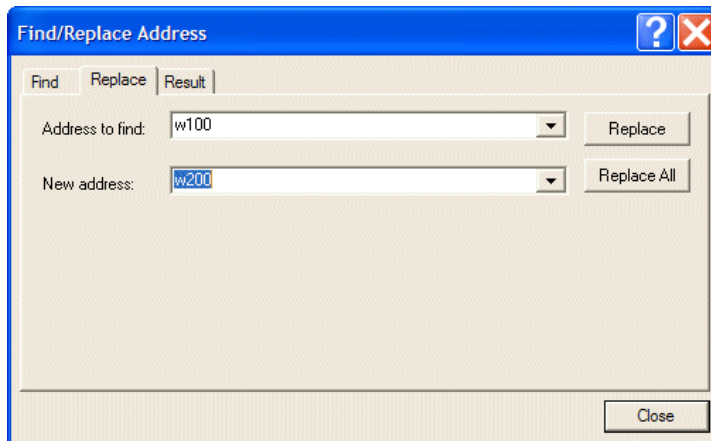 Find/Replace Address
?
Find Replace Result
Address to find: w100 Replace
New address: w200 Replace All
Close